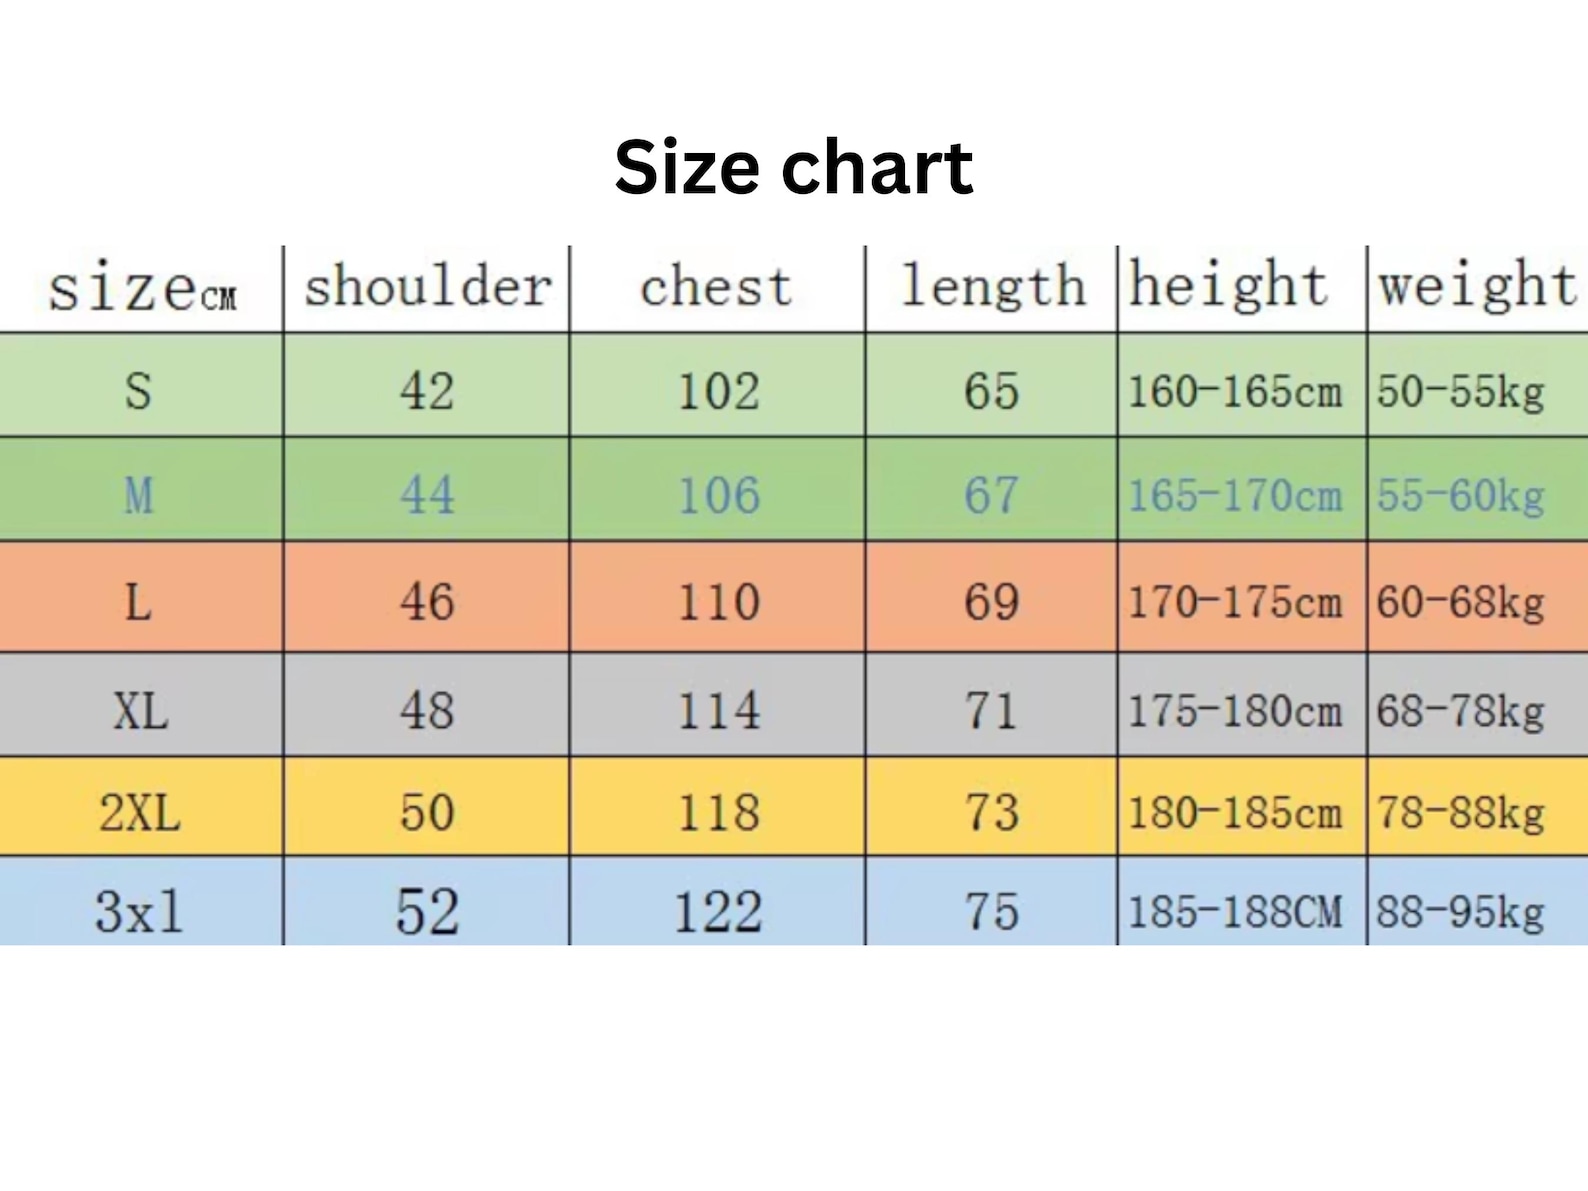 Size chart
sizeCM shoulder chest length height weight
S 42 102 65 160-165cm 50-55kg
M 44 106 67 165-170cm 55-60kg
L 46 110 69 170-175cm 60-68kg
XL 48 114 71 175-180cm 68-78kg
2XL 50 118 73 180-185cm 78-88kg
3xl 52 122 75 185-188CM 88-95kg